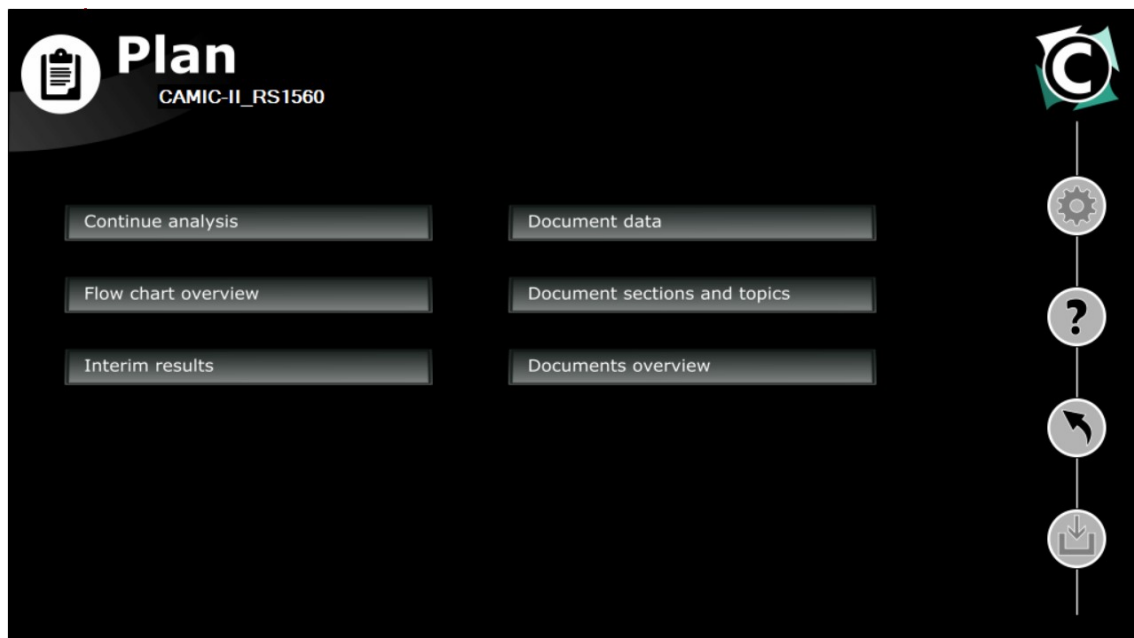 Plan
CAMIC-II_RS1560
C
Continue analysis
Document data
Flow chart overview
Document sections and topics
?
Interim results
Documents overview